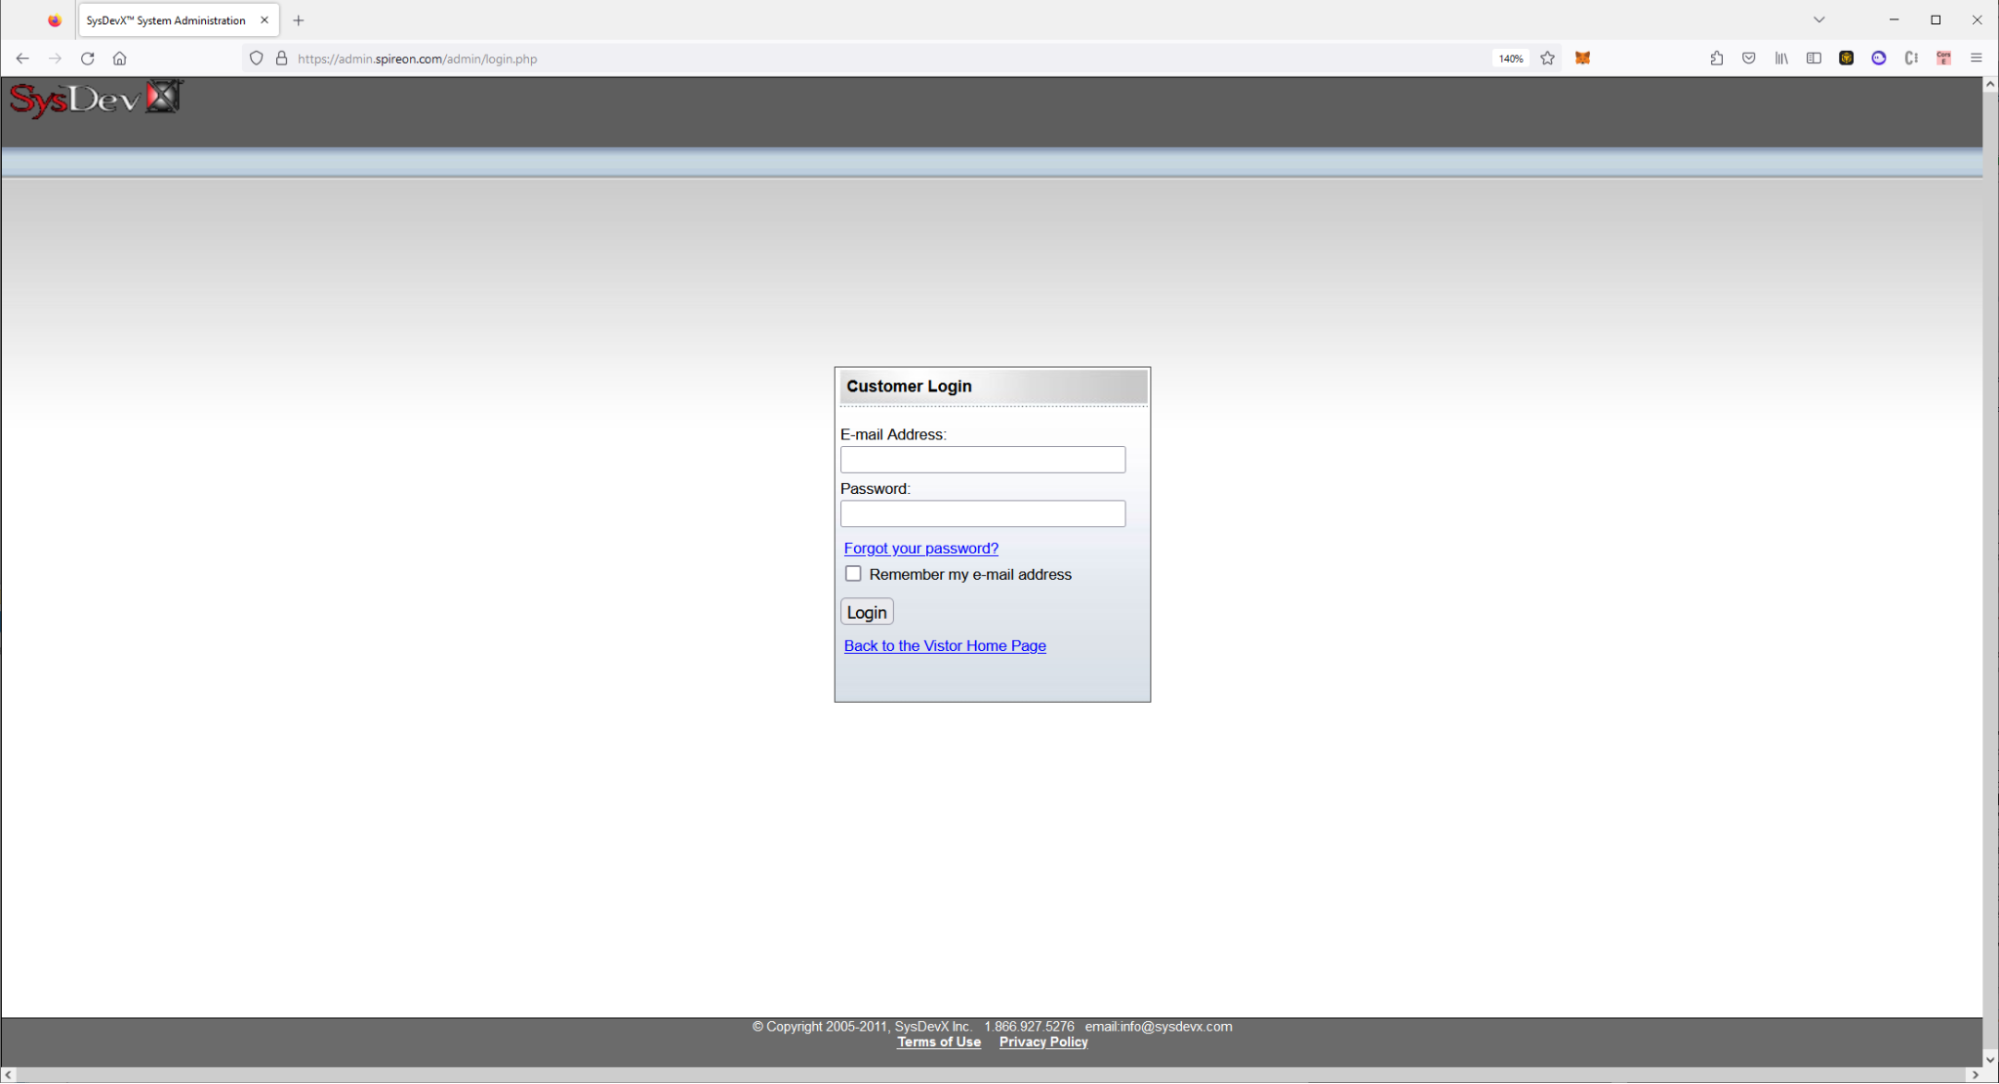 SysDevX™ System Administration
https://admin.spireon.com/admin/login.php
140%
SysDevX
Customer Login
E-mail Address:
Password:
Forgot your password?
Remember my e-mail address
Login
Back to the Vistor Home Page
© Copyright 2005-2011, SysDevX Inc. 1.866.927.5276 email:info@sysdevx.com
Terms of Use Privacy Policy